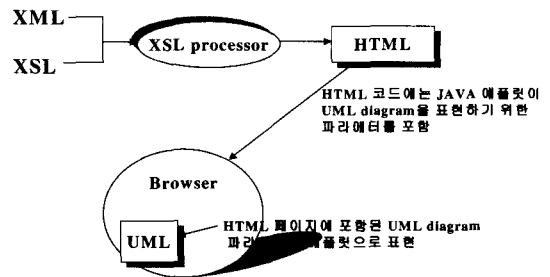 XML
XSL
XSL processor
HTML
HTML 코드에는 JAVA 애플릿이
UML diagram을 표현하기 위한
파라메터를 포함
Browser
UML
HTML 페이지에 포함된 UML diagram
애플릿으로 표현